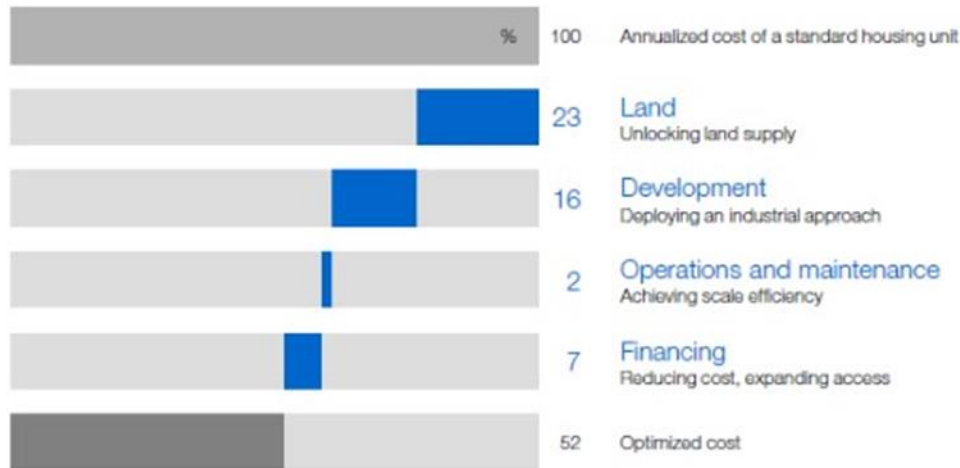 % 100 Annualized cost of a standard housing unit
23 Land
Unlocking land supply
16 Development
Deploying an industrial approach
2 Operations and maintenance
Achieving scale efficiency
7 Financing
Reducing cost, expanding access
52 Optimized cost